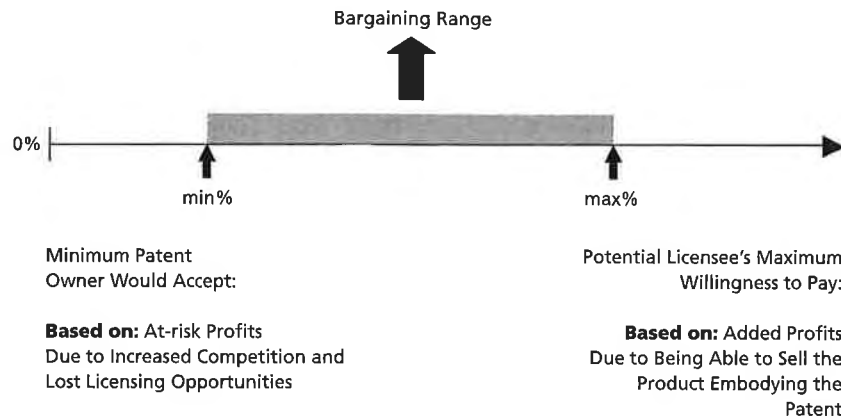 Bargaining Range
0%
min%
max%
Minimum Patent
Owner Would Accept:
Based on: At-risk Profits
Due to Increased Competition and
Lost Licensing Opportunities
Potential Licensee's Maximum
Willingness to Pay:
Based on: Added Profits
Due to Being Able to Sell the
Product Embodying the
Patent